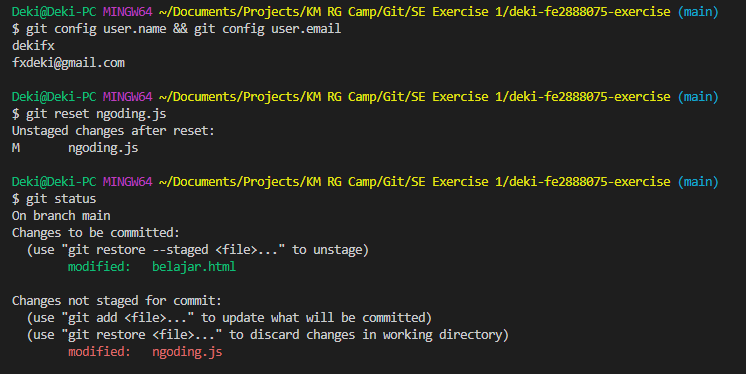 Deki@Deki-PC MINGW64 ~/Documents/Projects/KM RG Camp/Git/SE Exercise 1/deki-fe2888075-exercise (main)
$ git config user.name && git config user.email
dekifx
fxdeki@gmail.com

Deki@Deki-PC MINGW64 ~/Documents/Projects/KM RG Camp/Git/SE Exercise 1/deki-fe2888075-exercise (main)
$ git reset ngoding.js
Unstaged changes after reset:
M       ngoding.js

Deki@Deki-PC MINGW64 ~/Documents/Projects/KM RG Camp/Git/SE Exercise 1/deki-fe2888075-exercise (main)
$ git status
On branch main
Changes to be committed:
  (use "git restore --staged <file>..." to unstage)
        modified:   belajar.html

Changes not staged for commit:
  (use "git add <file>..." to update what will be committed)
  (use "git restore <file>..." to discard changes in working directory)
        modified:   ngoding.js